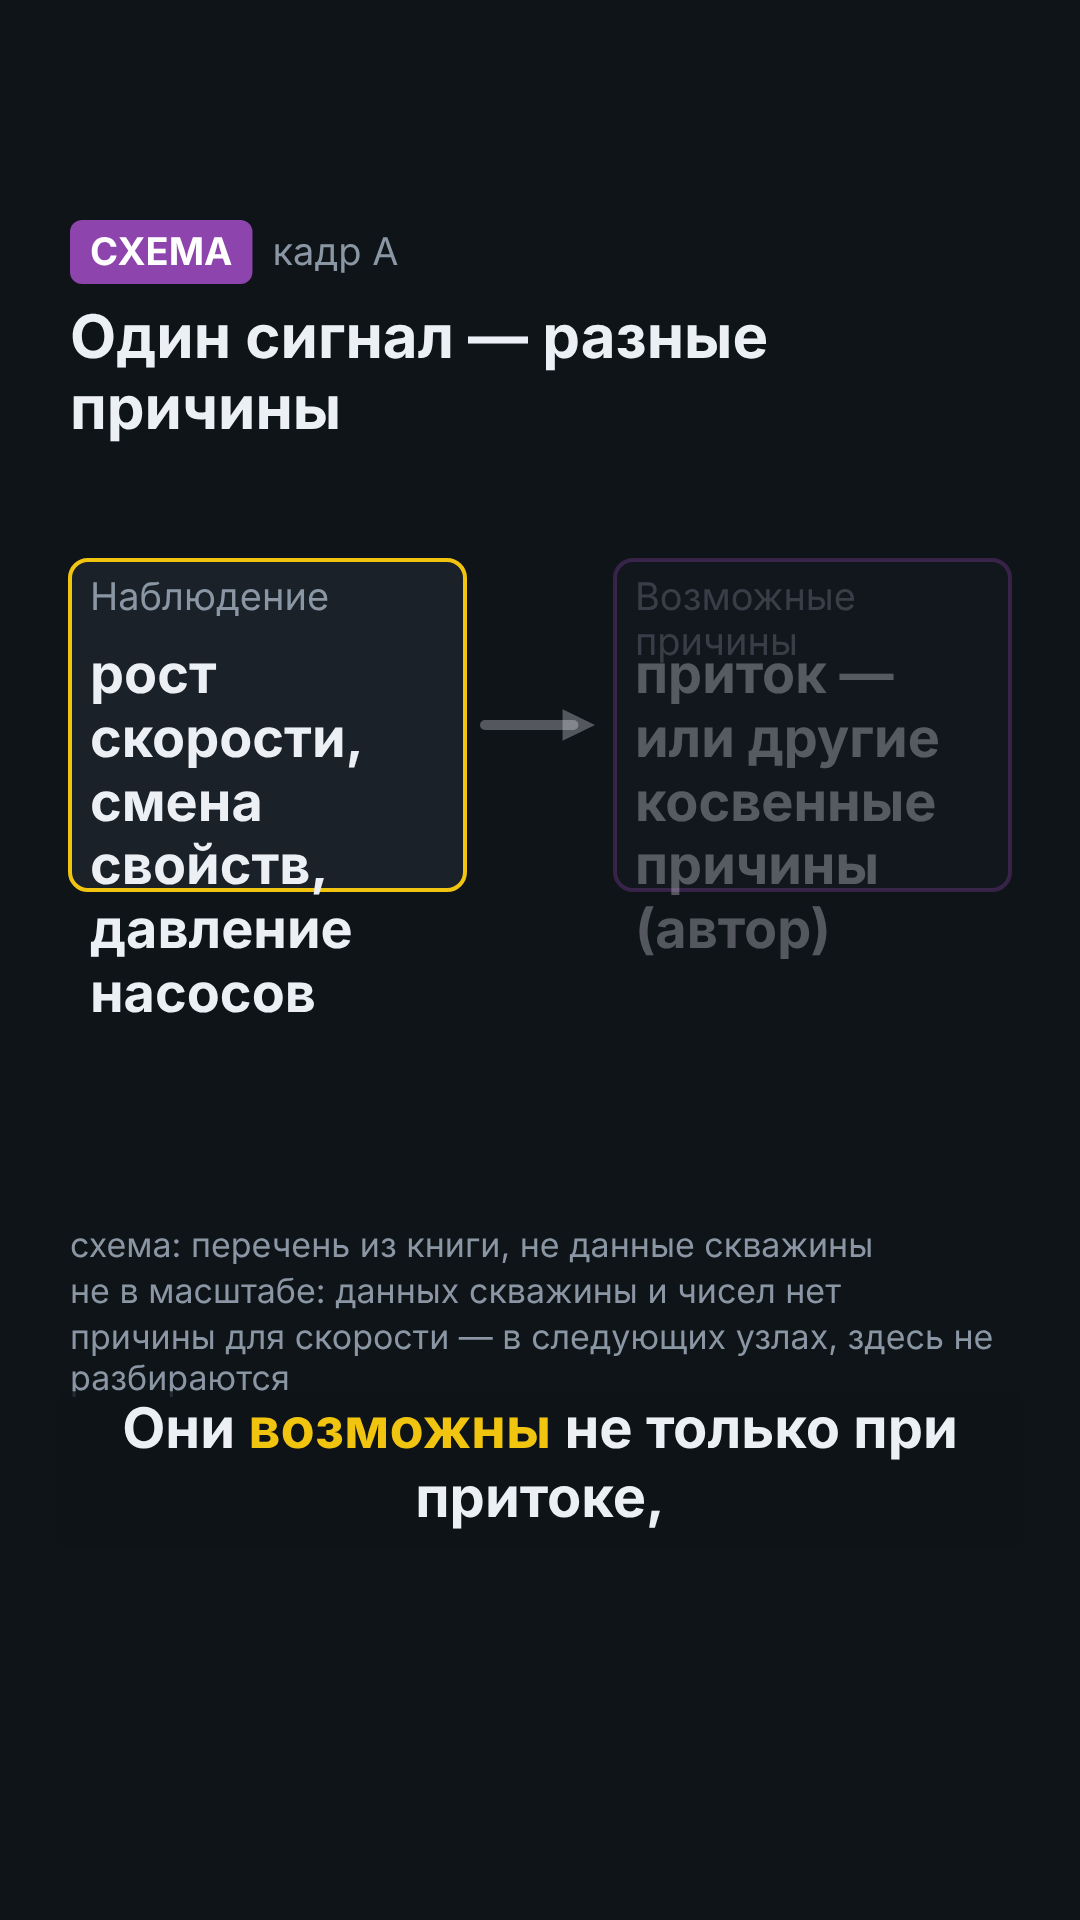 СХЕМА кадр А
Один сигнал — разные
причины
Наблюдение
рост
скорости,
смена
свойств,
давление
насосов
Возможные
причины
приток —
или другие
косвенные
причины
(автор)
схема: перечень из книги, не данные скважины
не в масштабе: данных скважины и чисел нет
причины для скорости — в следующих узлах, здесь не
разбираются
Они возможны не только при
притоке,